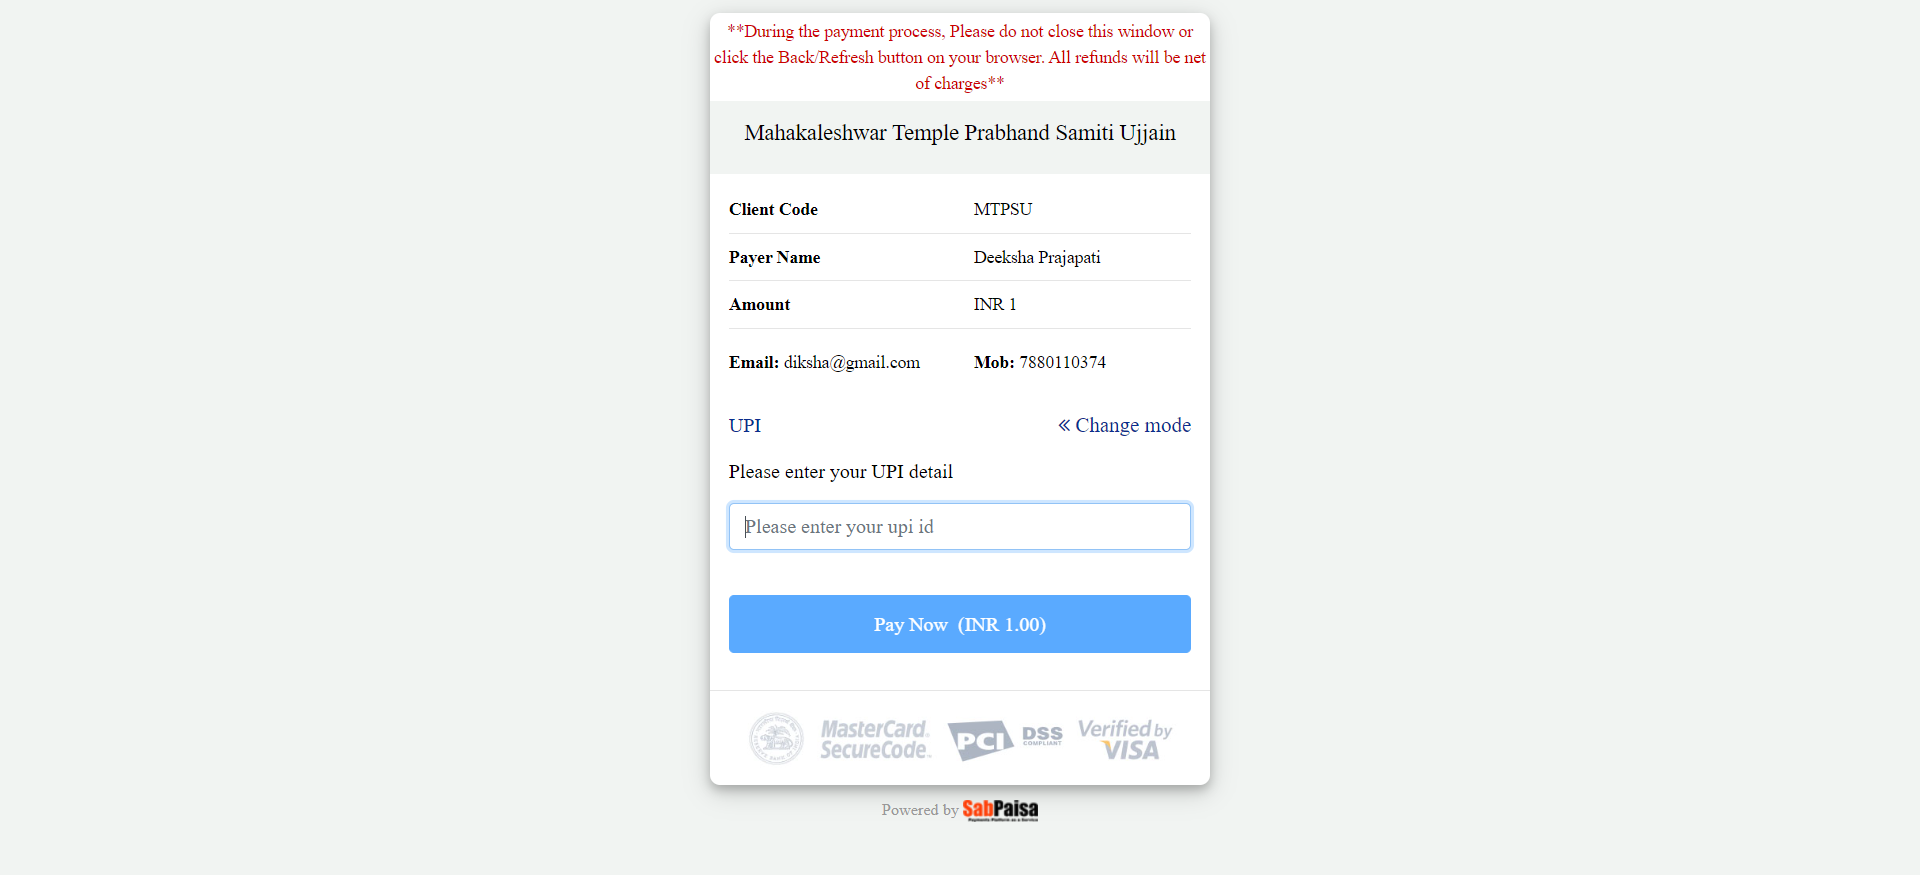 **During the payment process, Please do not close this window or
click the Back/Refresh button on your browser. All refunds will be net
of charges**
Mahakaleshwar Temple Prabhand Samiti Ujjain
Client Code MTPSU
Payer Name Deeksha Prajapati
Amount INR 1
Email: diksha@gmail.com Mob: 7880110374
UPI « Change mode
Please enter your UPI detail
Please enter your upi id
Pay Now (INR 1.00)
MasterCard. PCI DSS Verified by
SecureCode. COMPLIANT VISA
Powered by SabPaisa
Payments Platform as a Service